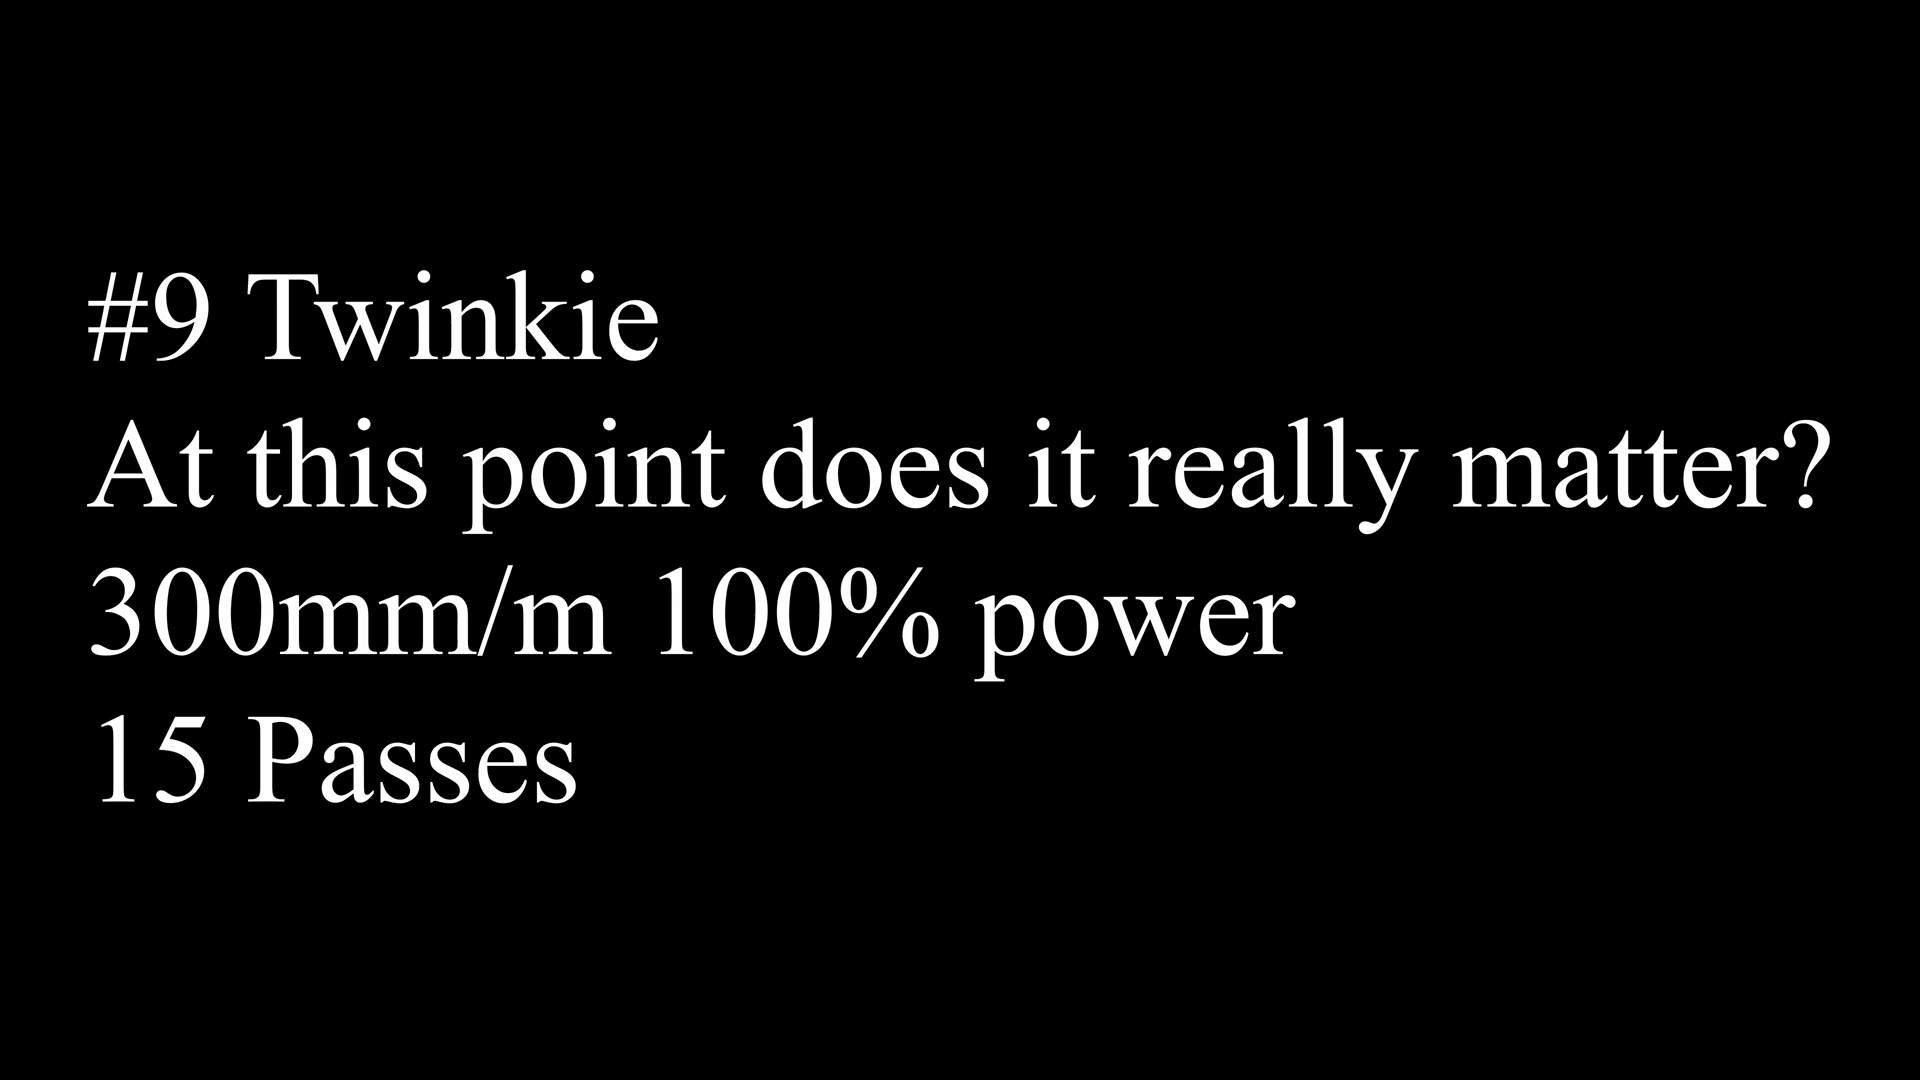 #9 Twinkie
At this point does it really matter?
300mm/m 100% power
15 Passes